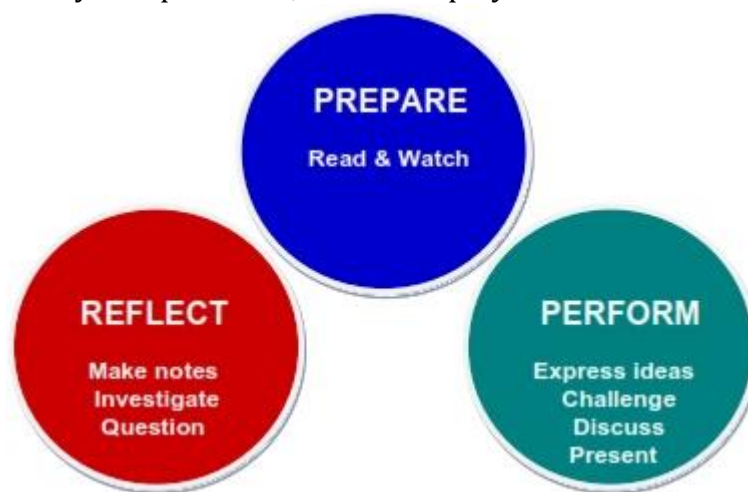 PREPARE
Read & Watch
REFLECT
Make notes
Investigate
Question
PERFORM
Express ideas
Challenge
Discuss
Present